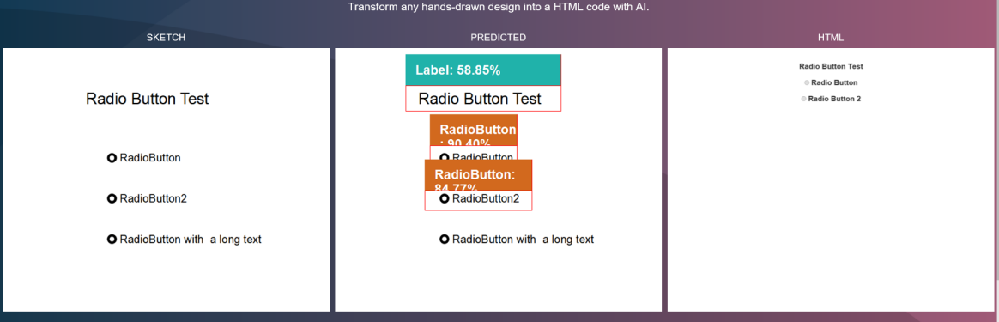 Transform any hands-drawn design into a HTML code with AI.
SKETCH
Radio Button Test
RadioButton
RadioButton2
RadioButton with  a long text
PREDICTED
Label: 58.85%
Radio Button Test
RadioButton
: 90.40%
RadioButton
RadioButton:
84.77%
RadioButton2
RadioButton with  a long text
HTML
Radio Button Test
Radio Button
Radio Button 2